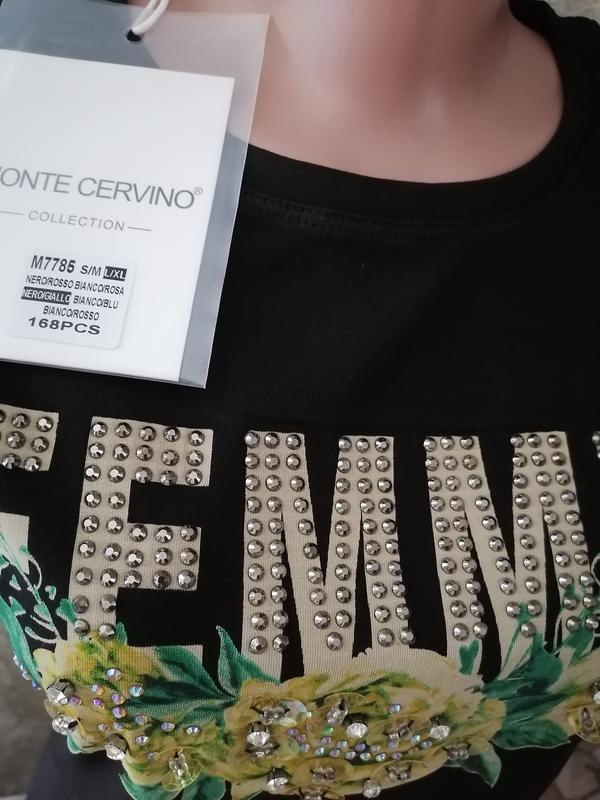 ONTE CERVINO®
COLLECTION
M7785 S/M L/XL
NERO/ROSSO BIANCO/ROSA
NERO/GIALLO BIANCO/BLU
BIANCO/ROSSO
168PCS
FEMM